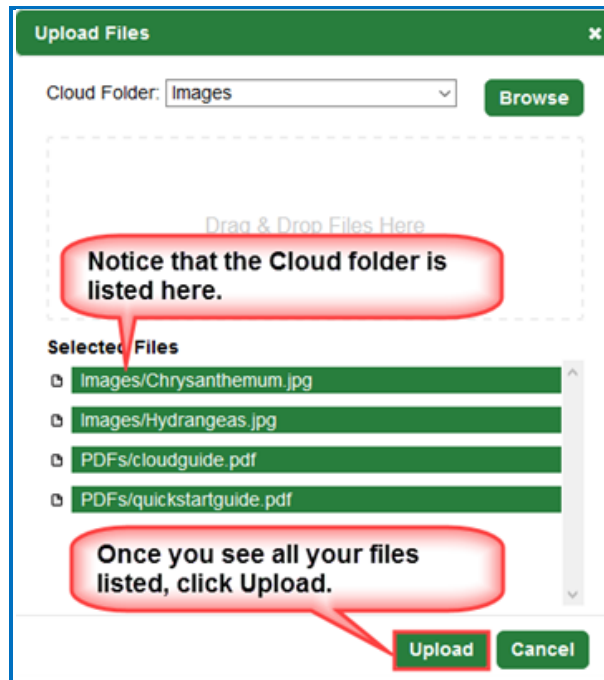 Upload Files
×
Cloud Folder: Images
Browse
Drag & Drop Files Here
Notice that the Cloud folder is
listed here.
Selected Files
Images/Chrysanthemum.jpg
Images/Hydrangeas.jpg
PDFs/cloudguide.pdf
PDFs/quickstartguide.pdf
Once you see all your files
listed, click Upload.
Upload
Cancel